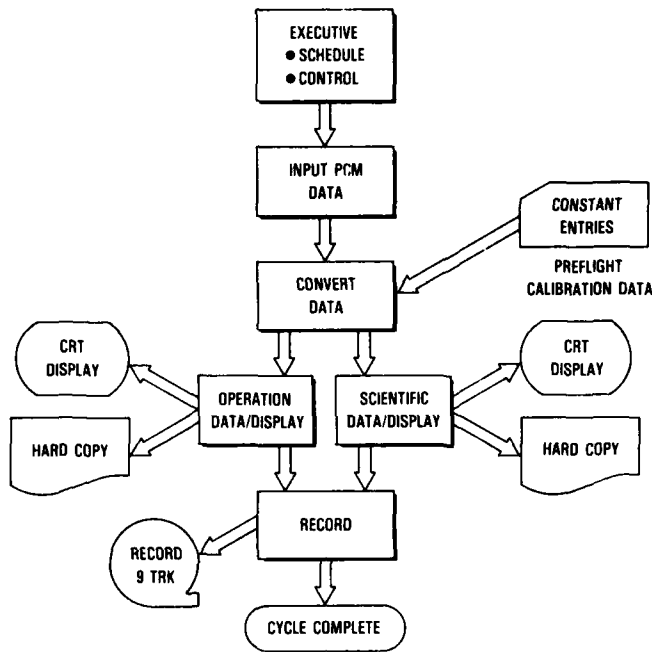 EXECUTIVE
● SCHEDULE
● CONTROL
INPUT PCM
DATA
CONSTANT
ENTRIES
PREFLIGHT
CALIBRATION DATA
CONVERT
DATA
CRT
DISPLAY
HARD COPY
OPERATION
DATA/DISPLAY
SCIENTIFIC
DATA/DISPLAY
CRT
DISPLAY
HARD COPY
RECORD
RECORD
9 TRK
CYCLE COMPLETE